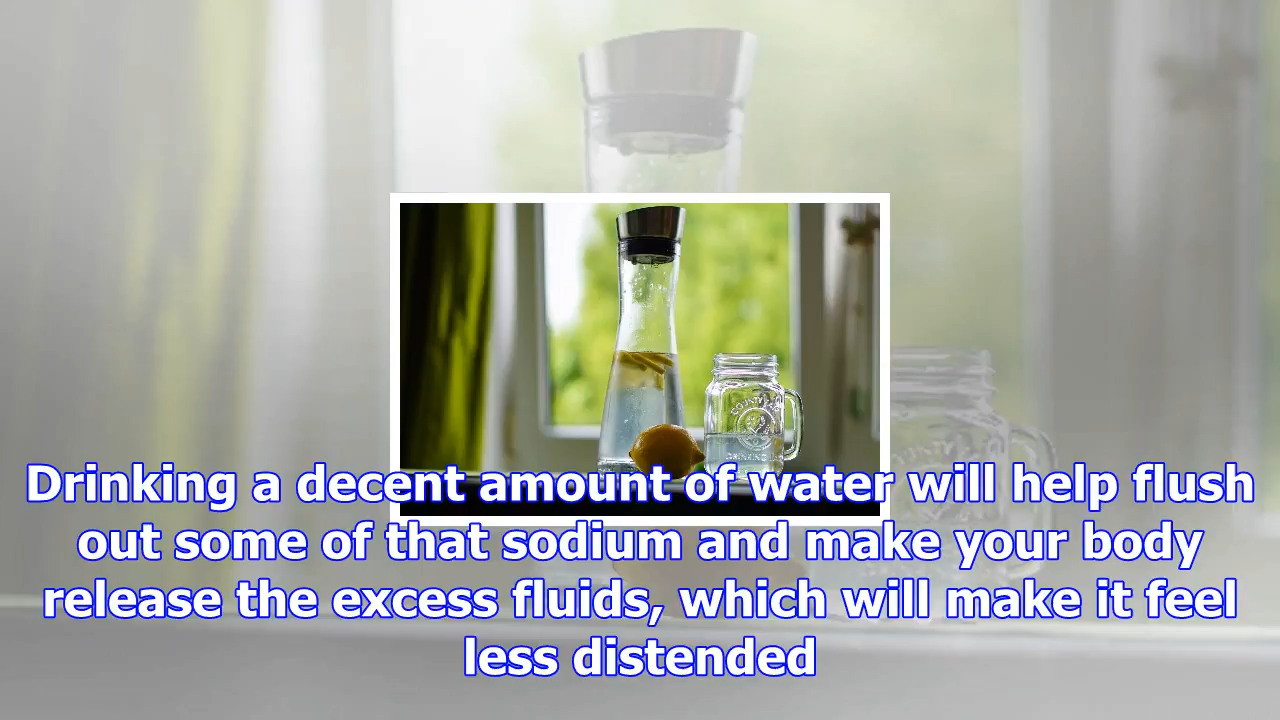 Drinking a decent amount of water will help flush
out some of that sodium and make your body
release the excess fluids, which will make it feel
less distended